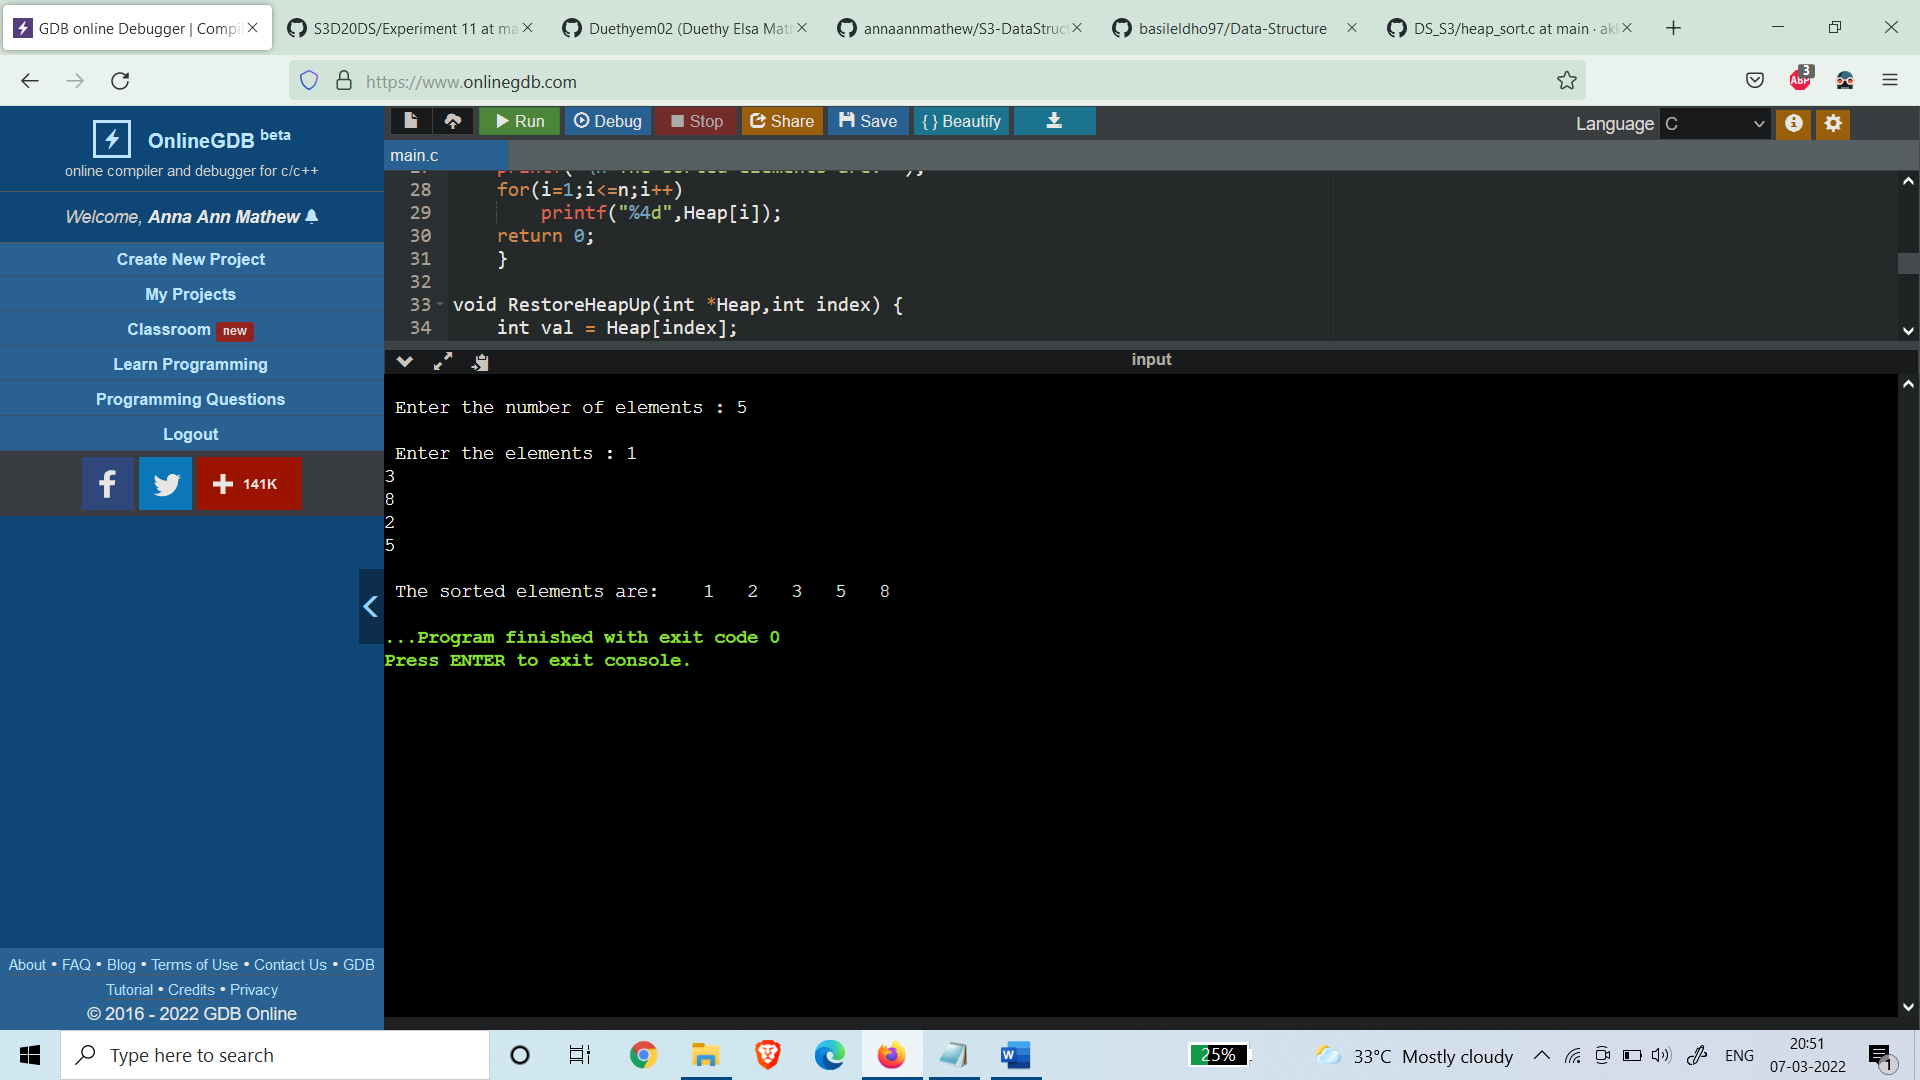 GDB online Debugger | Compil
S3D20DS/Experiment 11 at ma
Duethyem02 (Duethy Elsa Mat
annaannmathew/S3-DataStruc
basileldho97/Data-Structure
DS_S3/heap_sort.c at main · ak
https://www.onlinegdb.com
ABP 3
OnlineGDB beta
online compiler and debugger for c/c++
Welcome, Anna Ann Mathew
Create New Project
My Projects
Classroom new
Learn Programming
Programming Questions
Logout
141K
About • FAQ • Blog • Terms of Use • Contact Us • GDB
Tutorial • Credits • Privacy
© 2016 - 2022 GDB Online
Run Debug Stop Share Save { } Beautify
Language C
main.c
28 for(i=1;i<=n;i++)
29 printf("%4d",Heap[i]);
30 return 0;
31 }
32
33 void RestoreHeapUp(int *Heap,int index) {
34 int val = Heap[index];
input
Enter the number of elements : 5
Enter the elements : 1
3
8
2
5
The sorted elements are:    1   2   3   5   8
...Program finished with exit code 0
Press ENTER to exit console.
Type here to search
25%
33°C Mostly cloudy
ENG
20:51
07-03-2022
1